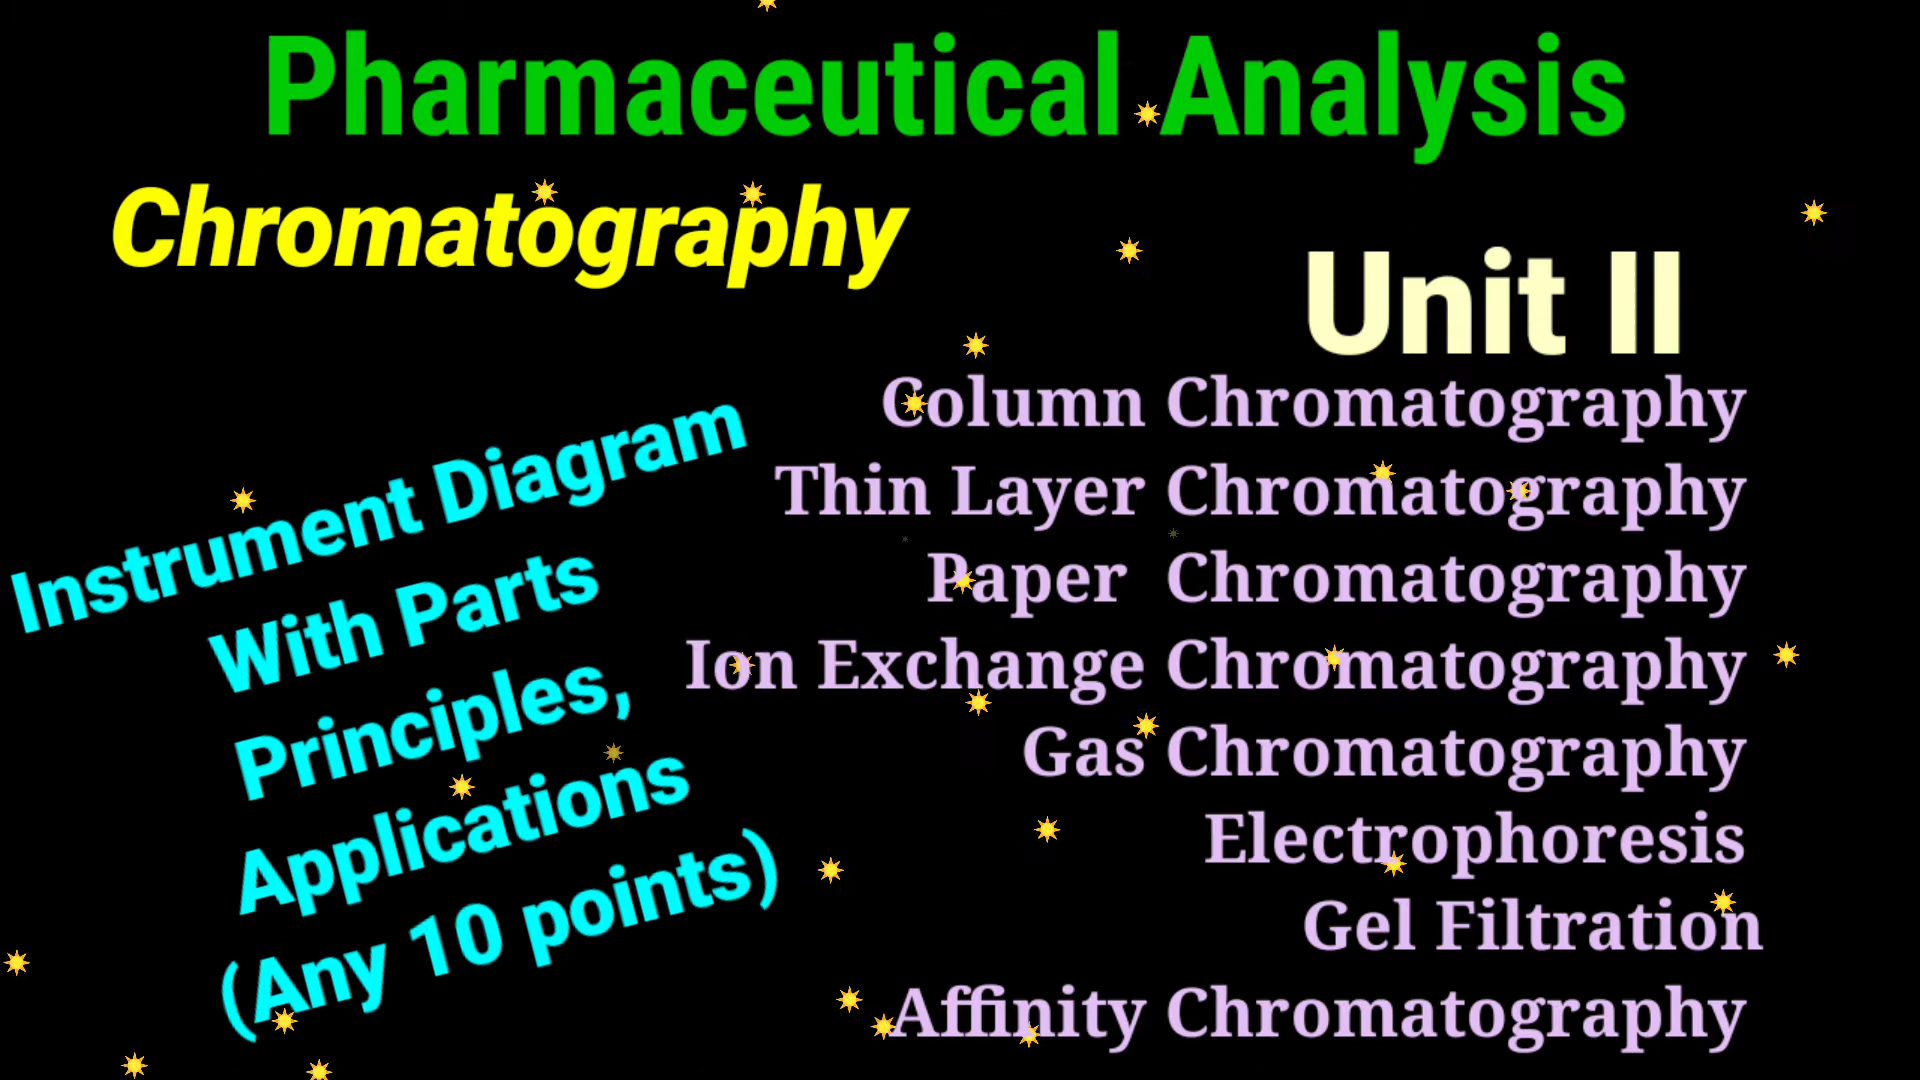 Pharmaceutical Analysis
Chromatography
Unit II
Instrument Diagram
With Parts
Principles,
Applications
(Any 10 points)
Column Chromatography
Thin Layer Chromatography
Paper Chromatography
Ion Exchange Chromatography
Gas Chromatography
Electrophoresis
Gel Filtration
Affinity Chromatography